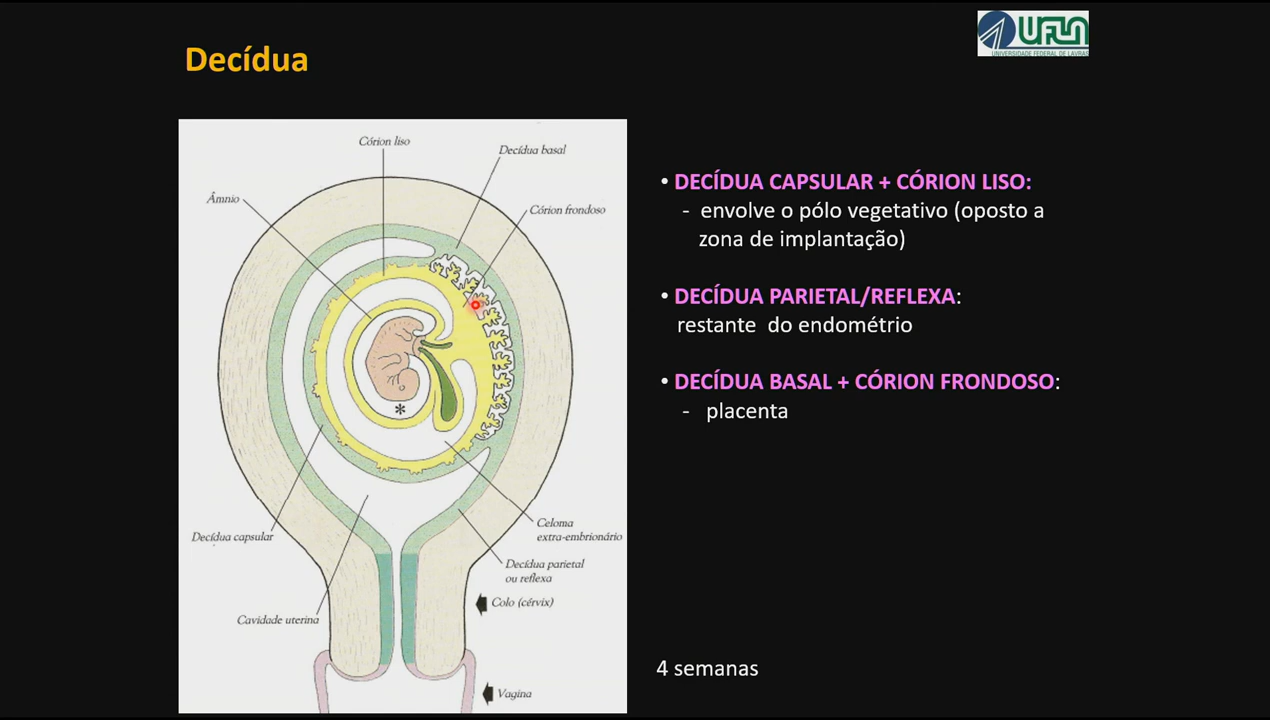 Decídua
UFLA
UNIVERSIDADE FEDERAL DE LAVRAS
Córion liso
Decídua basal
Âmnio
Córion frondoso
*
Decídua capsular
Celoma
extra-embrionário
Decídua parietal
ou reflexa
Colo (cérvix)
Cavidade uterina
Vagina
• DECÍDUA CAPSULAR + CÓRION LISO:
- envolve o pólo vegetativo (oposto a
zona de implantação)
• DECÍDUA PARIETAL/REFLEXA:
restante do endométrio
• DECÍDUA BASAL + CÓRION FRONDOSO:
- placenta
4 semanas